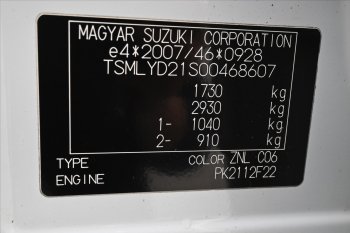 MAGYAR SUZUKI CORPORATION
e4*2007/46*0928
TSMLYD21S00468607
1730 kg
2930 kg
1- 1040 kg
2- 910 kg
TYPE COLOR ZNL C06
ENGINE PK2112F22